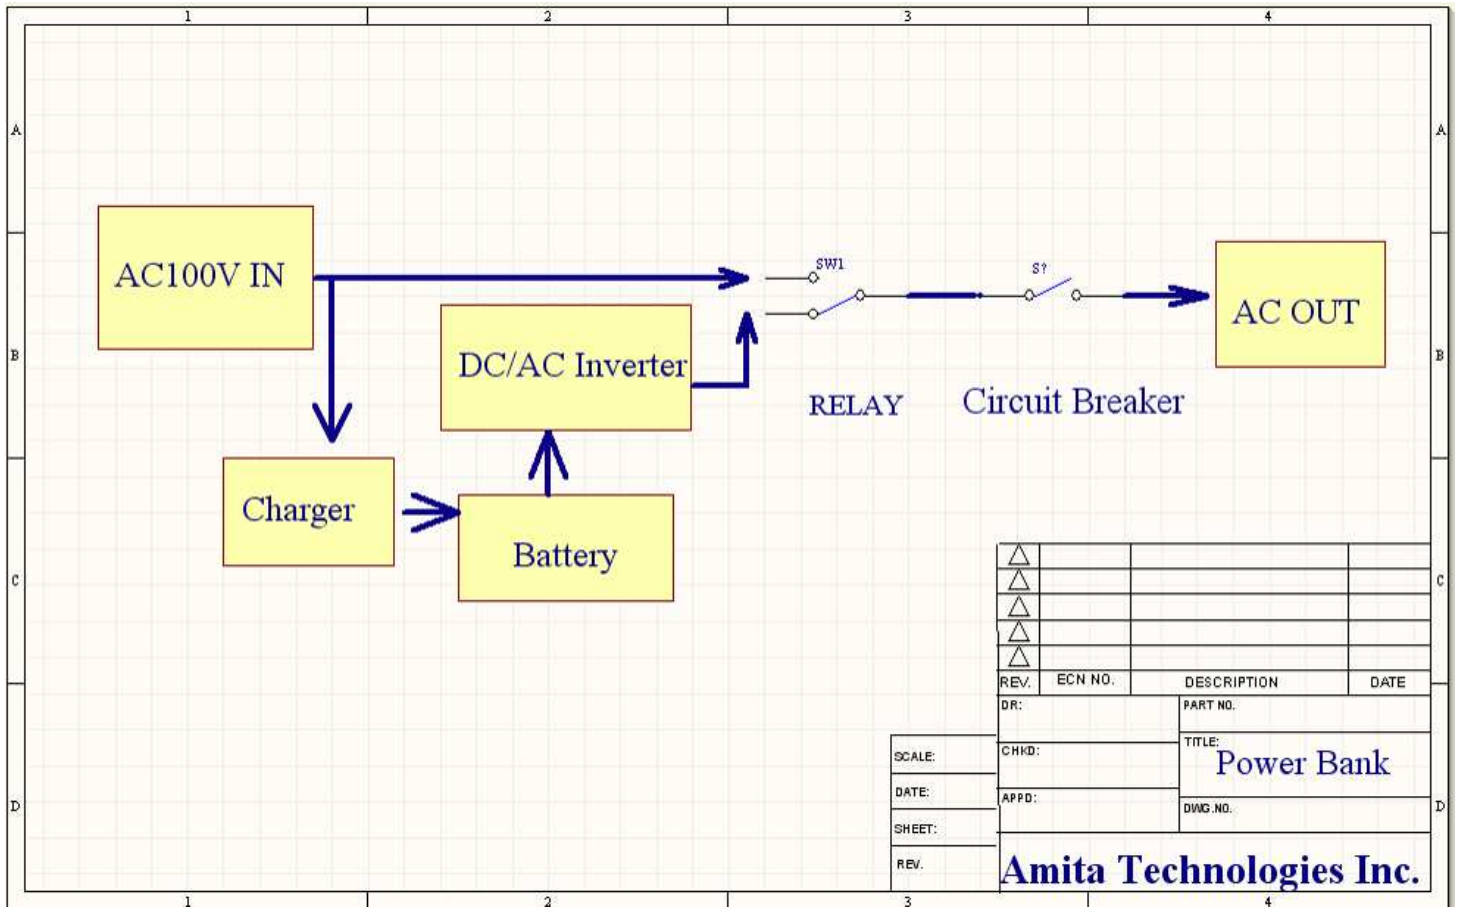 1 2 3 4
A A
AC100V IN
SW1
S?
AC OUT
B B
DC/AC Inverter
RELAY
Circuit Breaker
Charger
Battery
C C
REV. ECN NO. DESCRIPTION DATE
DR: PART NO.
SCALE: CHKD: TITLE: Power Bank
DATE: APPD: DWG.NO.
D D
SHEET:
REV.
Amita Technologies Inc.
1 2 3 4